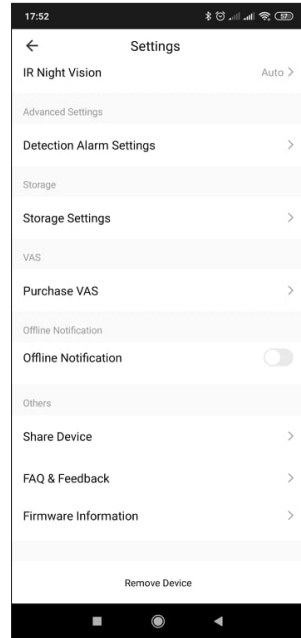 17:52
Settings
IR Night Vision Auto
Advanced Settings
Detection Alarm Settings
Storage
Storage Settings
VAS
Purchase VAS
Offline Notification
Offline Notification
Others
Share Device
FAQ & Feedback
Firmware Information
Remove Device